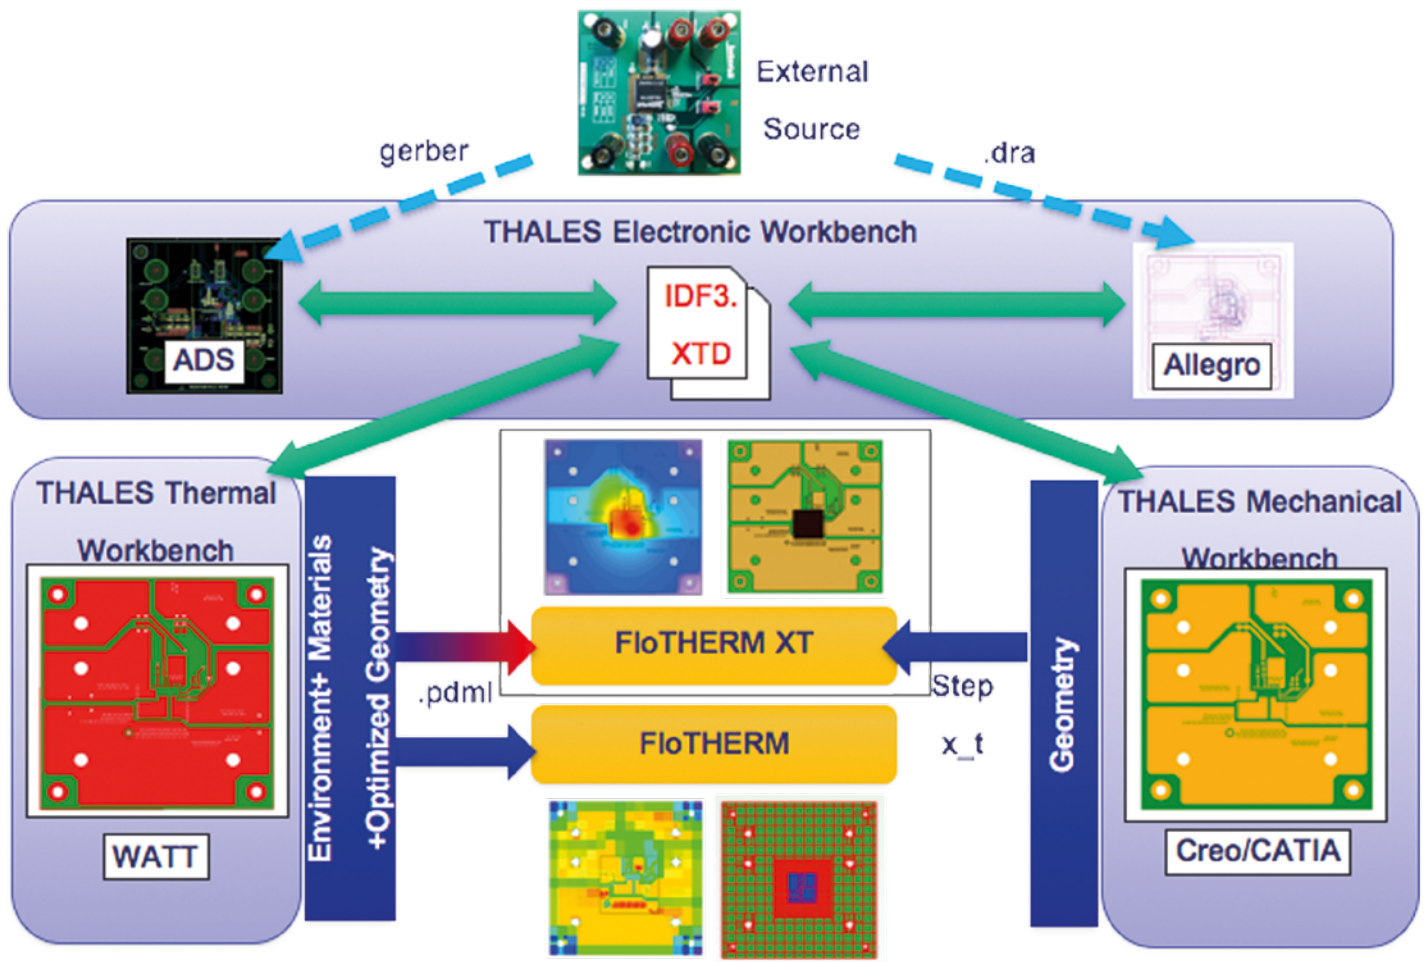 External
Source
gerber
.dra
THALES Electronic Workbench
IDF3.
XTD
ADS
Allegro
THALES Thermal
Workbench
WATT
Environment+ Materials
+Optimized Geometry
FloTHERM XT
.pdml
FloTHERM
Step
x_t
Geometry
THALES Mechanical
Workbench
Creo/CATIA